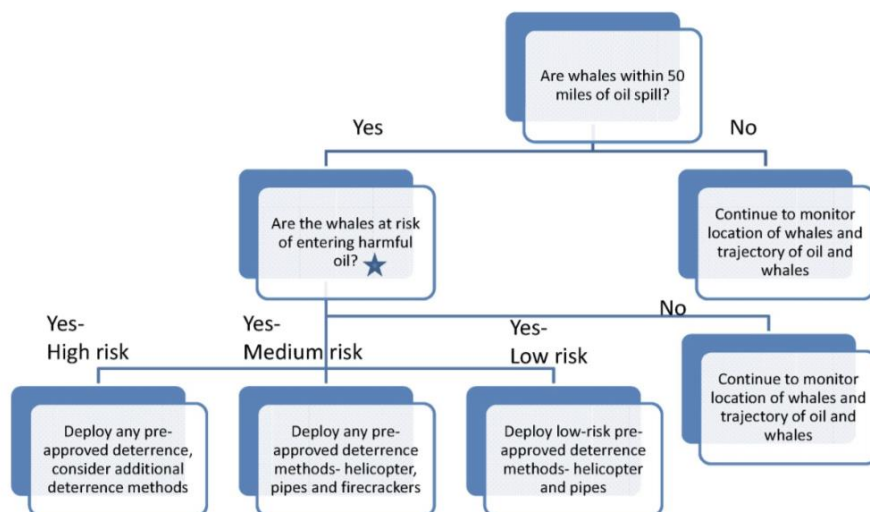 Are whales within 50
miles of oil spill?
Yes
No
Are the whales at risk
of entering harmful
oil?
Continue to monitor
location of whales and
trajectory of oil and
whales
Yes-
High risk
Yes-
Medium risk
Yes-
Low risk
No
Deploy any pre-
approved deterrence,
consider additional
deterrence methods
Deploy any pre-
approved deterrence
methods- helicopter,
pipes and firecrackers
Deploy low-risk pre-
approved deterrence
methods- helicopter
and pipes
Continue to monitor
location of whales and
trajectory of oil and
whales